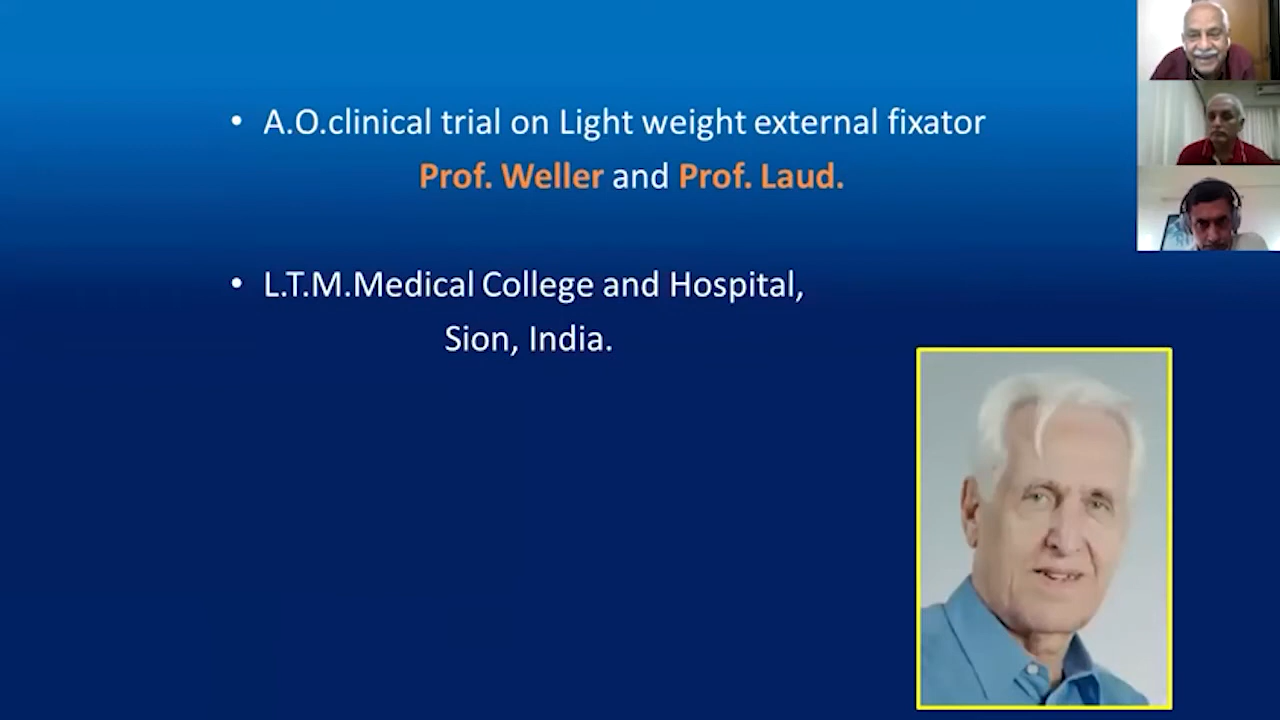 • A.O.clinical trial on Light weight external fixator
Prof. Weller and Prof. Laud.
• L.T.M.Medical College and Hospital,
Sion, India.